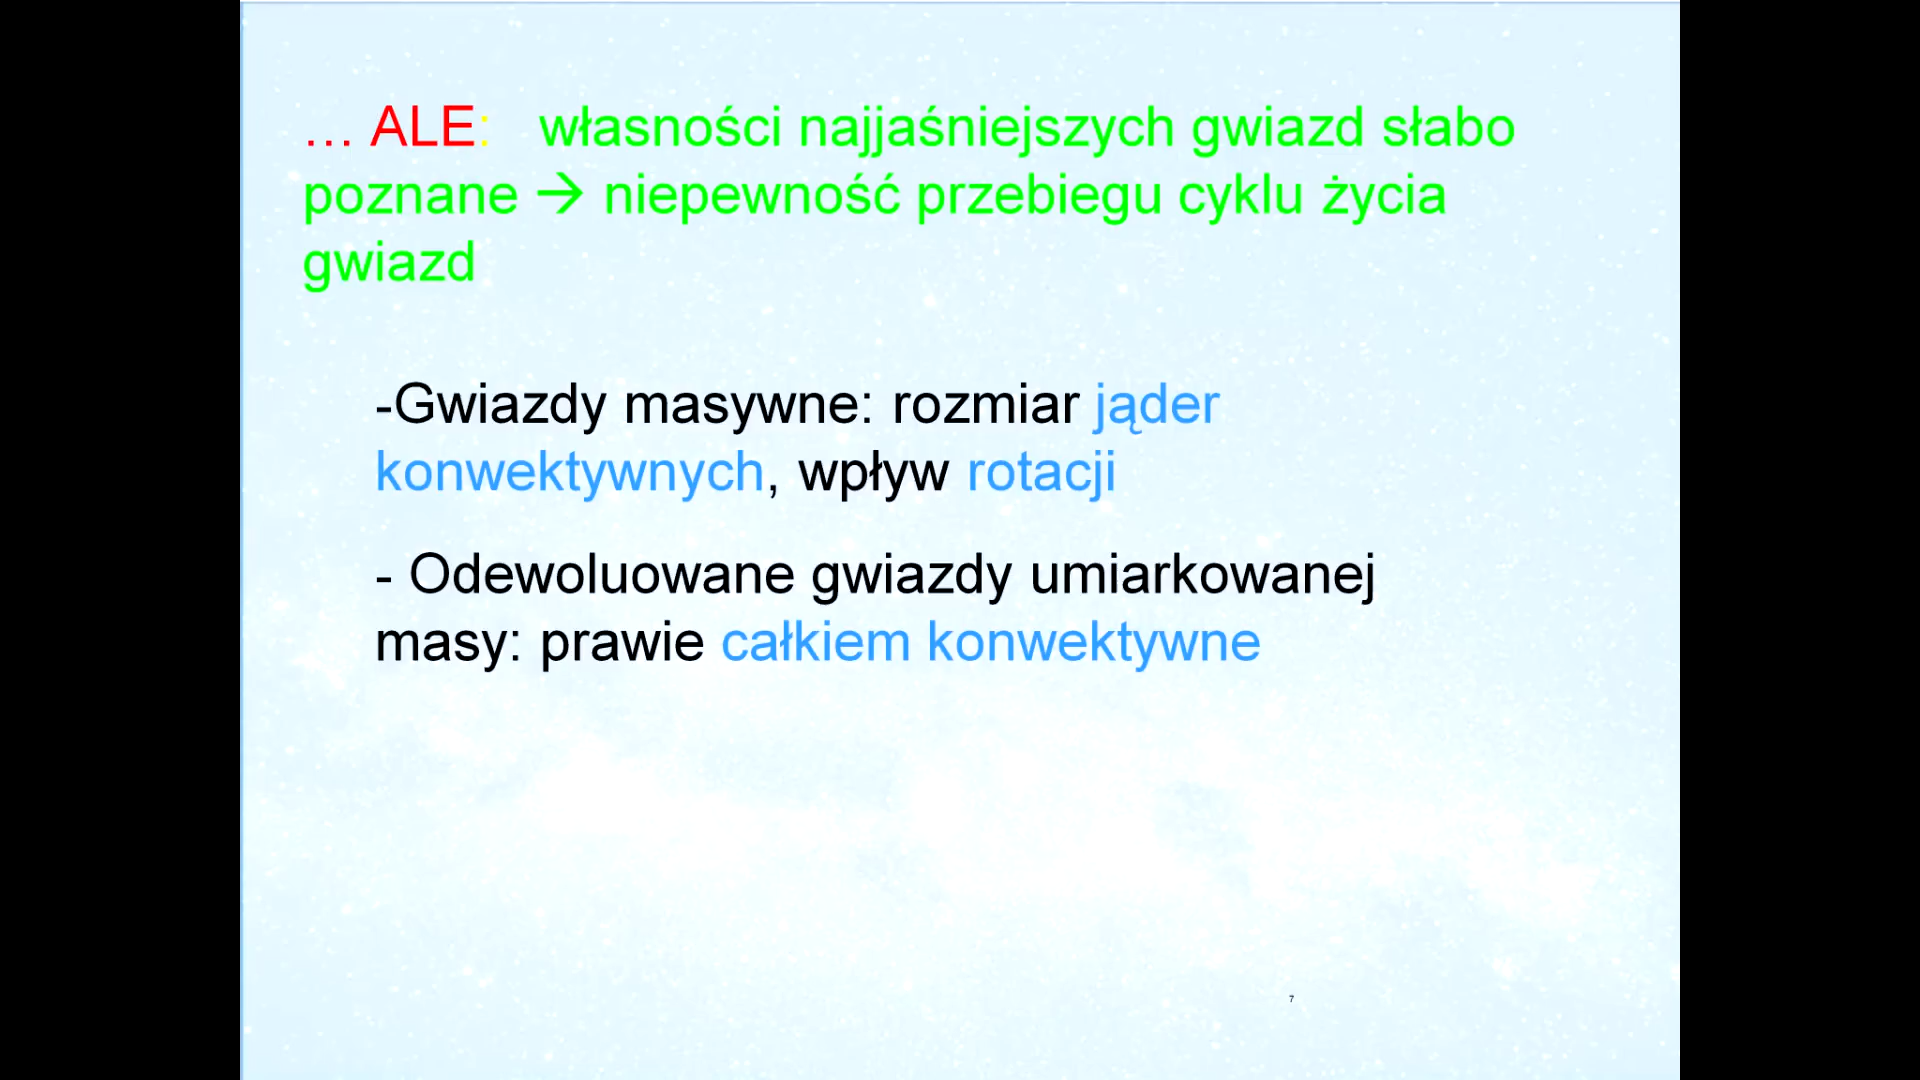 ... ALE: własności najjaśniejszych gwiazd słabo
poznane → niepewność przebiegu cyklu życia
gwiazd
-Gwiazdy masywne: rozmiar jąder
konwektywnych, wpływ rotacji
- Odewoluowane gwiazdy umiarkowanej
masy: prawie całkiem konwektywne
7